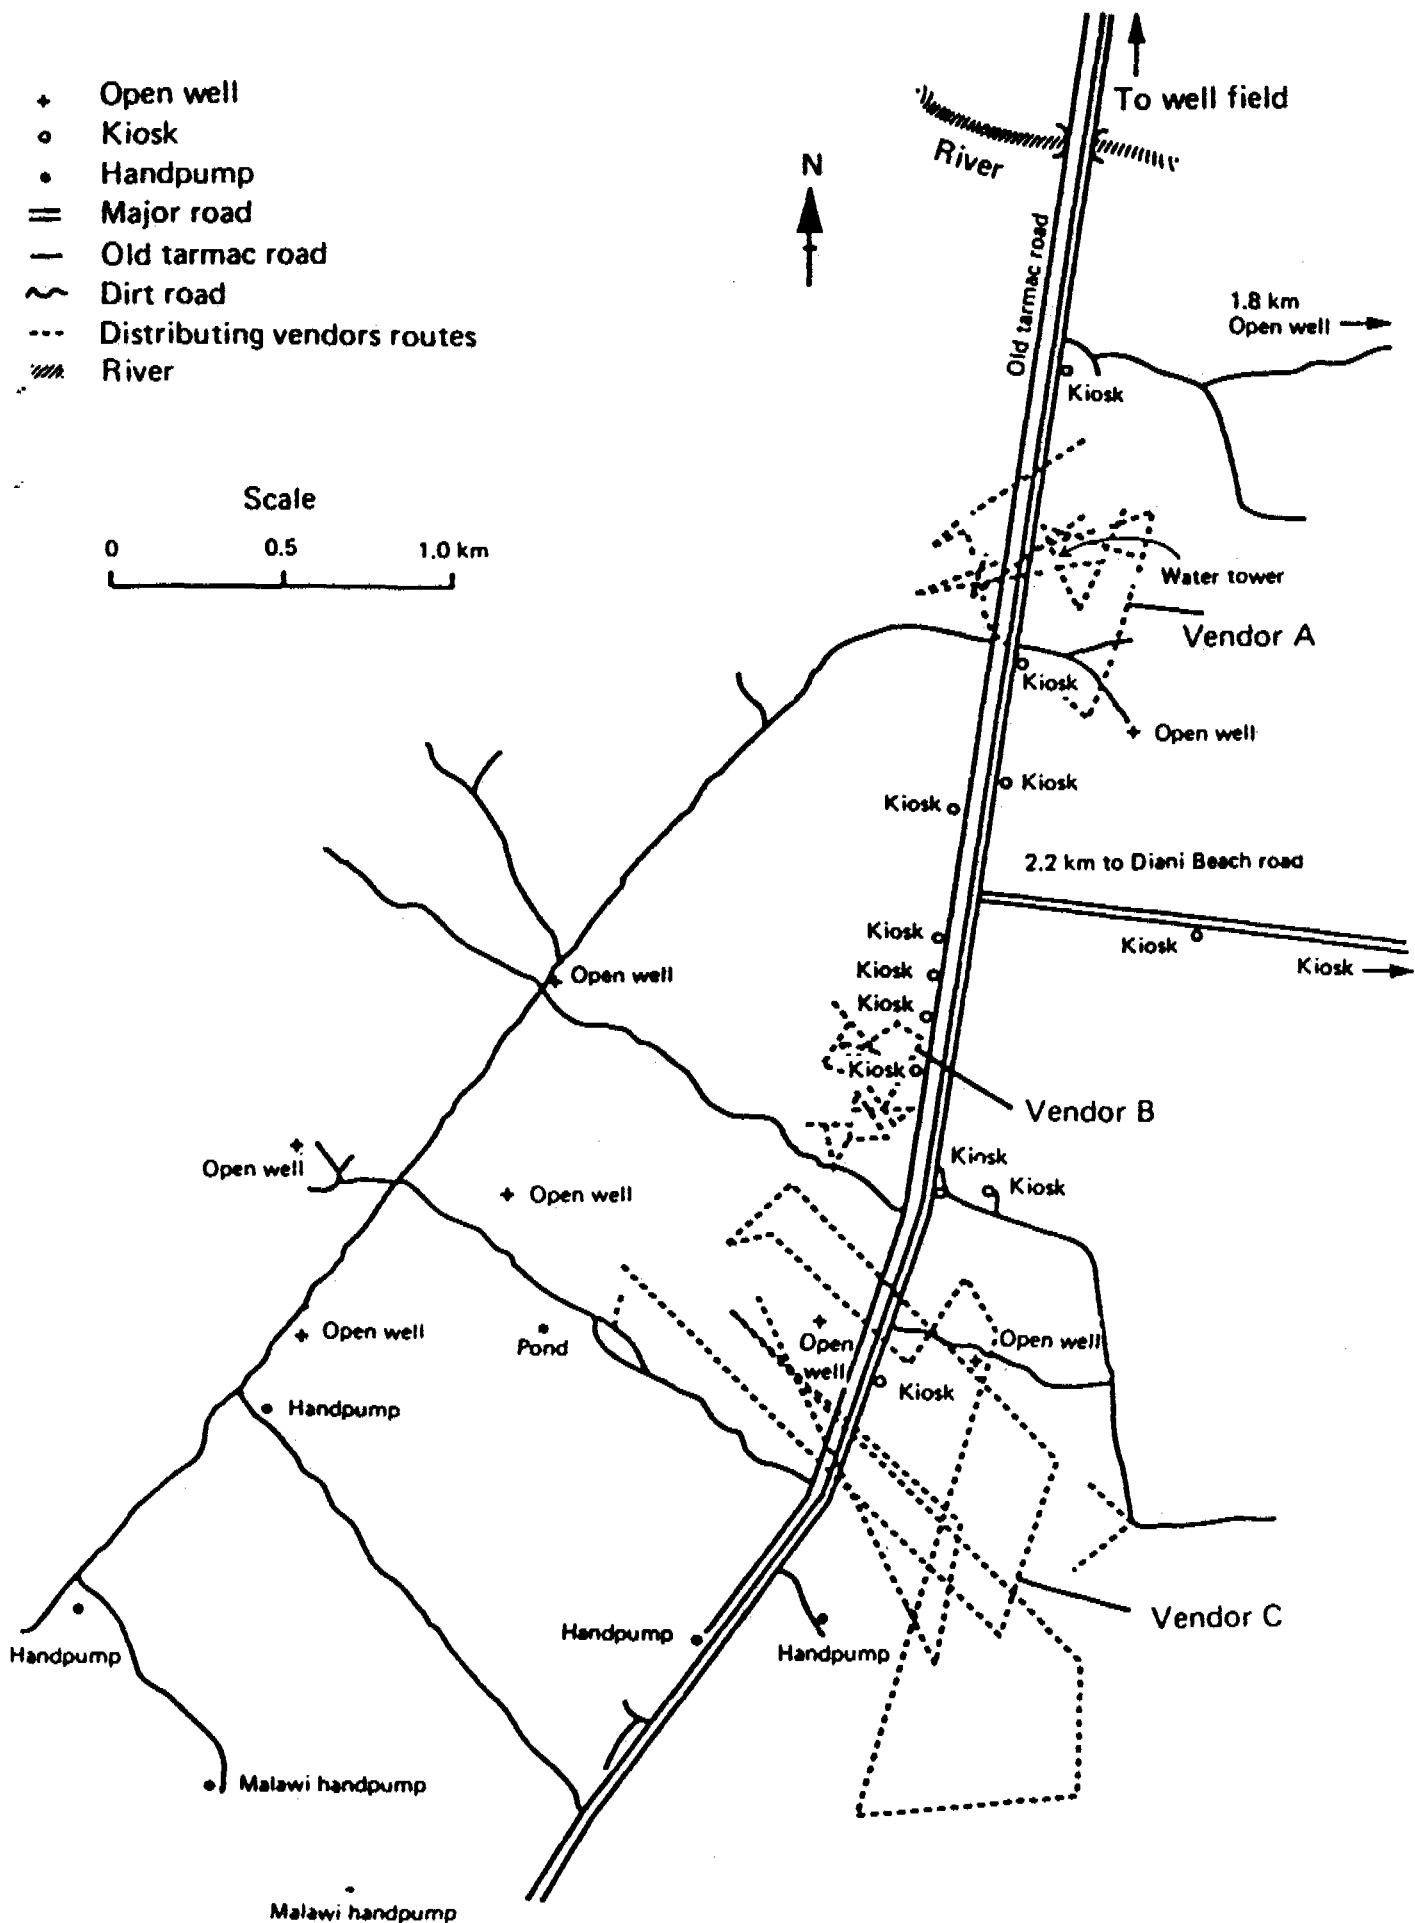 Open well
Kiosk
Handpump
Major road
Old tarmac road
Dirt road
Distributing vendors routes
River
Scale
0 0.5 1.0 km
N
To well field
River
Old tarmac road
1.8 km
Open well
Kiosk
Water tower
Vendor A
Kiosk
Open well
Kiosk
Kiosk
2.2 km to Diani Beach road
Kiosk
Kiosk
Kiosk
Open well
Kiosk
Kiosk
Kiosk
Vendor B
Kinsk
Open well
Kiosk
Open well
Open well
Pond
Open
well
Open well
Kiosk
Handpump
Vendor C
Handpump
Handpump
Handpump
Malawi handpump
Malawi handpump